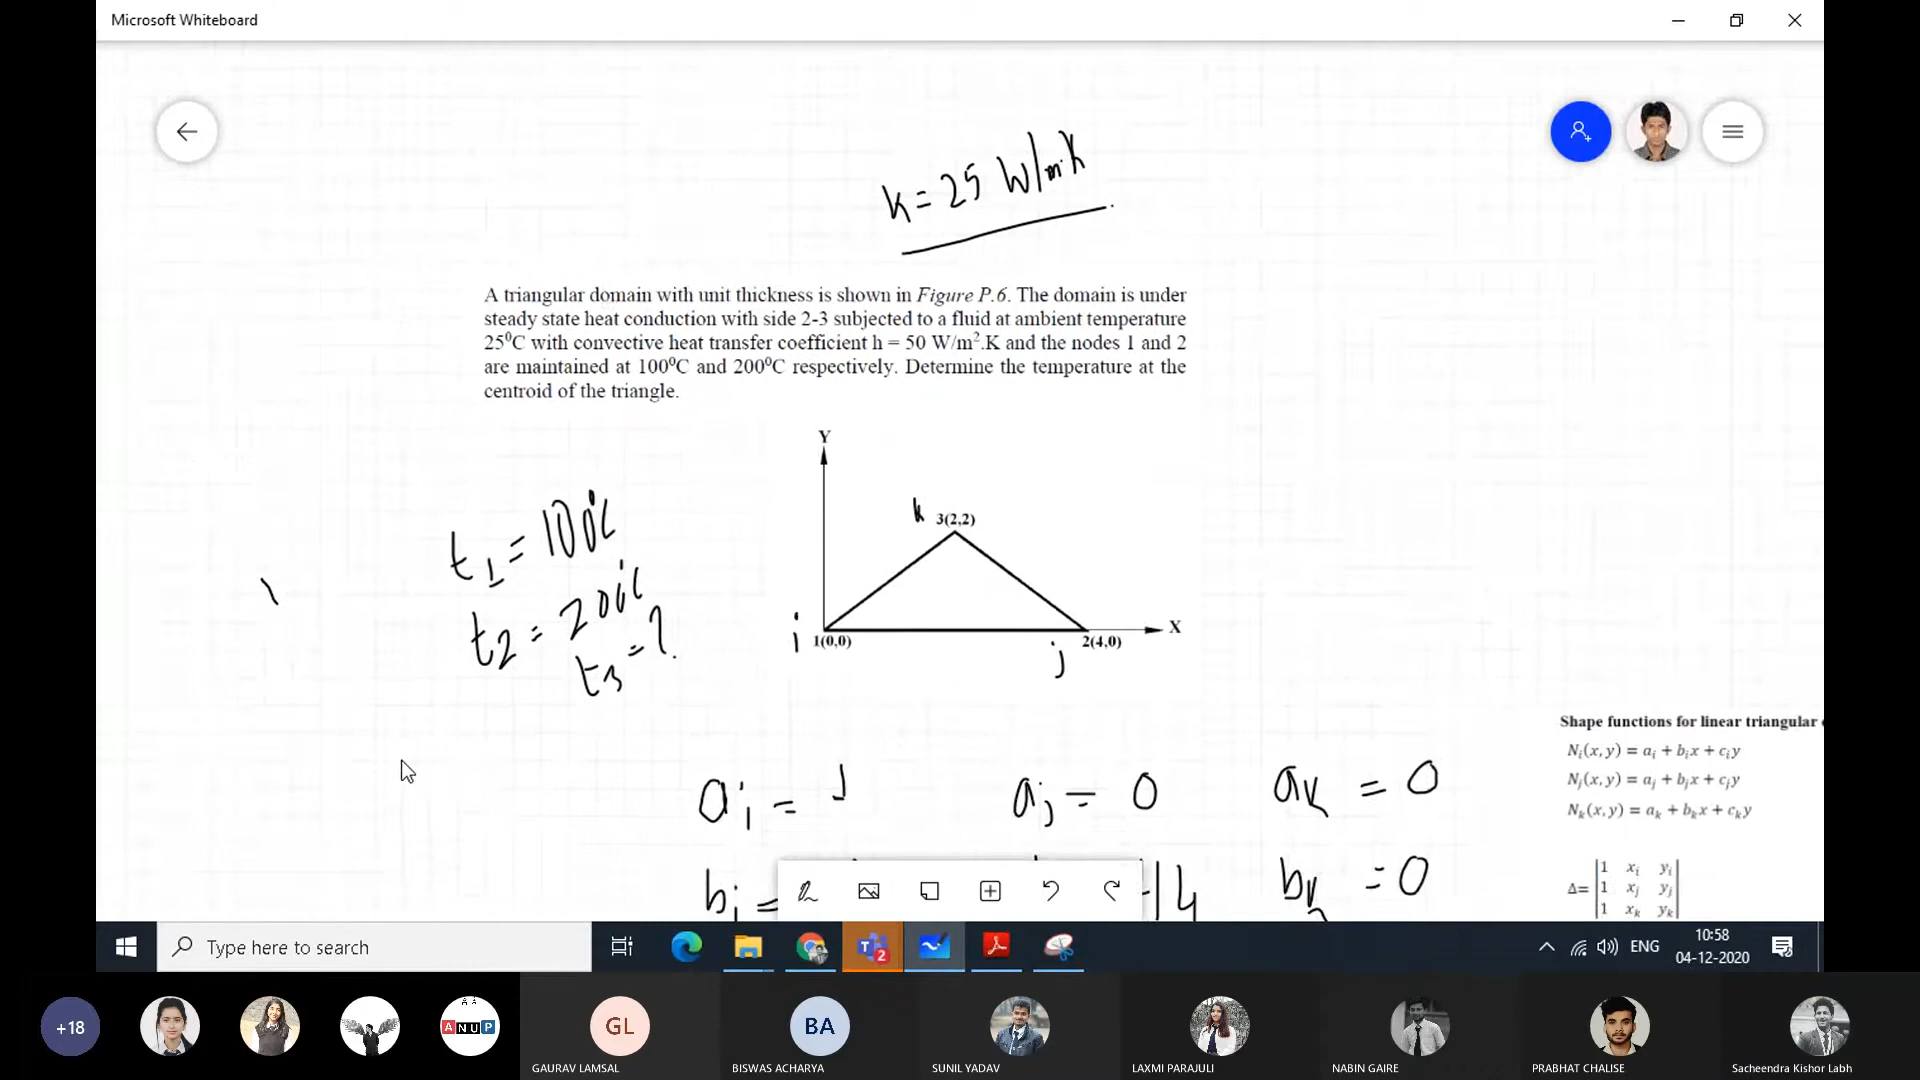 Microsoft Whiteboard
k = 25 W/m.k
A triangular domain with unit thickness is shown in Figure P.6. The domain is under
steady state heat conduction with side 2-3 subjected to a fluid at ambient temperature
25⁰C with convective heat transfer coefficient h = 50 W/m².K and the nodes 1 and 2
are maintained at 100⁰C and 200⁰C respectively. Determine the temperature at the
centroid of the triangle.
Y
k 3(2,2)
X
i 1(0,0)
j 2(4,0)
t₁ = 100°C
t₂ = 200°C
t₃ = ?
Shape functions for linear triangular
Nᵢ(x, y) = aᵢ + bᵢx + cᵢy
Nⱼ(x, y) = aⱼ + bⱼx + cⱼy
Nₖ(x, y) = aₖ + bₖx + cₖy
Δ= |1 xᵢ yᵢ|
|1 xⱼ yⱼ|
|1 xₖ yₖ|
aᵢ = 1 aⱼ = 0 aₖ = 0
bᵢ = 14 bₖ = 0
Type here to search
2
ENG
10:58
04-12-2020
+18
ANUP
GL
GAURAV LAMSAL
BA
BISWAS ACHARYA
SUNIL YADAV
LAXMI PARAJULI
NABIN GAIRE
PRABHAT CHALISE
Sacheendra Kishor Labh